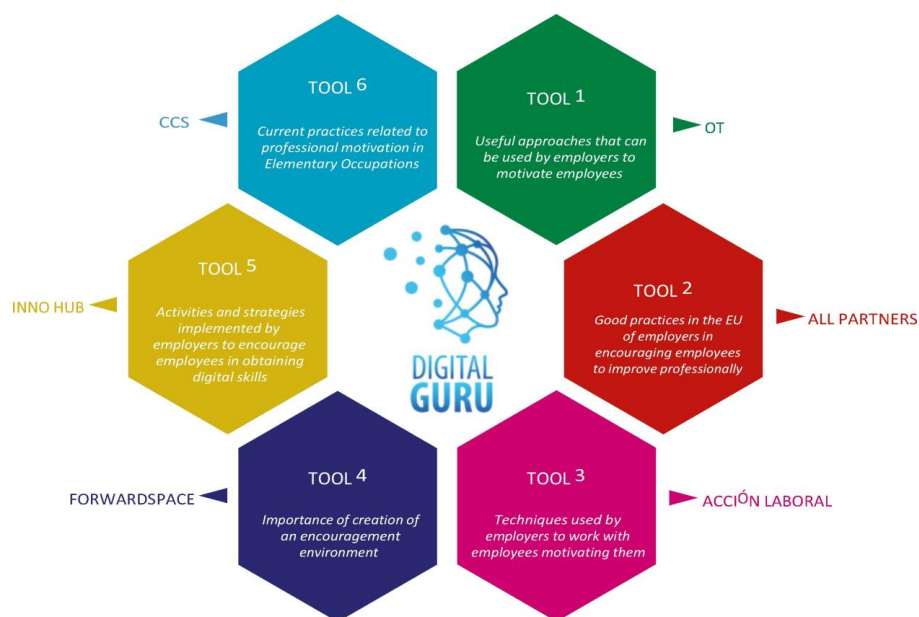 TOOL 6
Current practices related to
professional motivation in
Elementary Occupations
CCS
TOOL 1
Useful approaches that can
be used by employers to
motivate employees
OT
TOOL 5
Activities and strategies
implemented by
employers to encourage
employees in obtaining
digital skills
INNO HUB
DIGITAL
GURU
TOOL 2
Good practices in the EU
of employers in
encouraging employees
to improve professionally
ALL PARTNERS
TOOL 4
Importance of creation of
an encouragement
environment
FORWARDSPACE
TOOL 3
Techniques used by
employers to work with
employees motivating them
ACCIÓN LABORAL